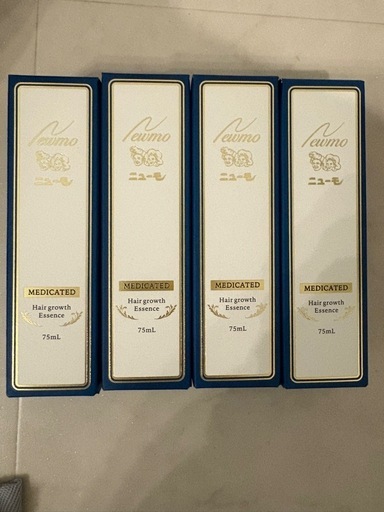 Newmo
ニューモ
MEDICATED
Hair growth
Essence
75mL
Newmo
ニューモ
MEDICATED
Hair growth
Essence
75mL
Newmo
ニューモ
MEDICATED
Hair growth
Essence
75mL
Newmo
ニューモ
MEDICATED
Hair growth
Essence
75mL